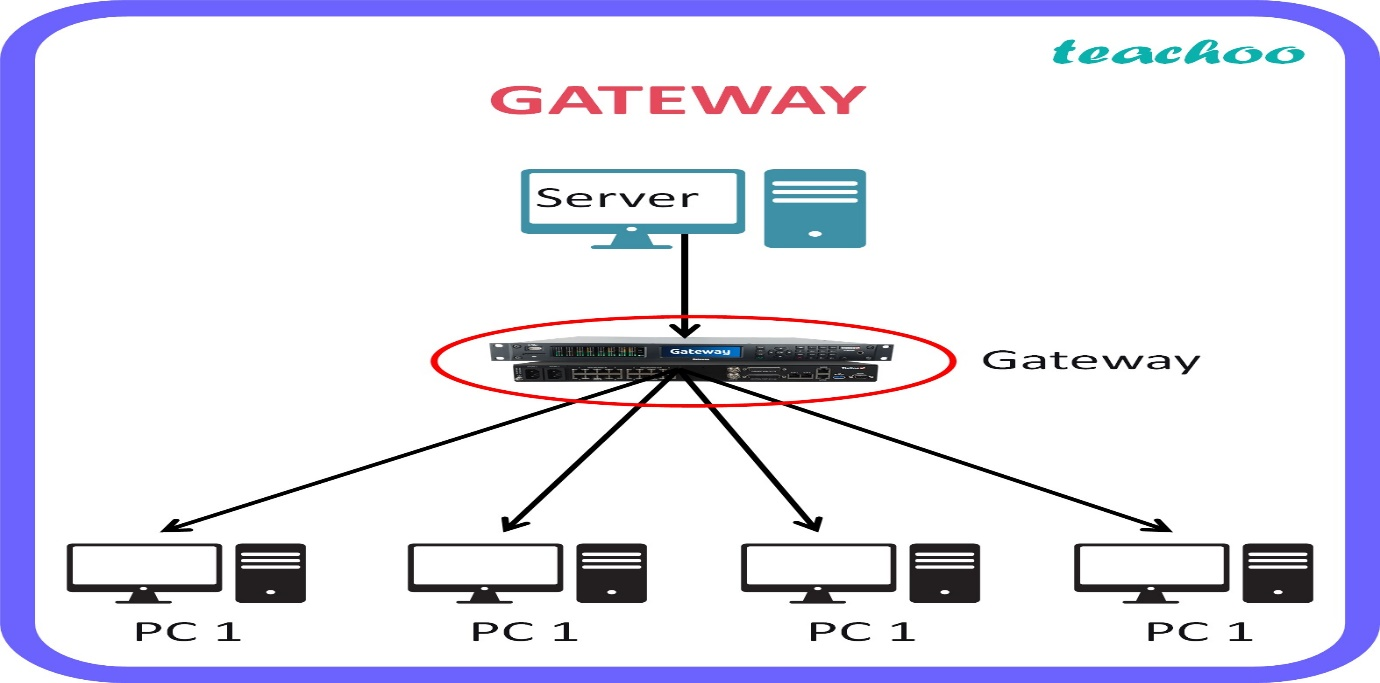 teachoo
GATEWAY
Server
Gateway
Gateway
PC 1
PC 1
PC 1
PC 1